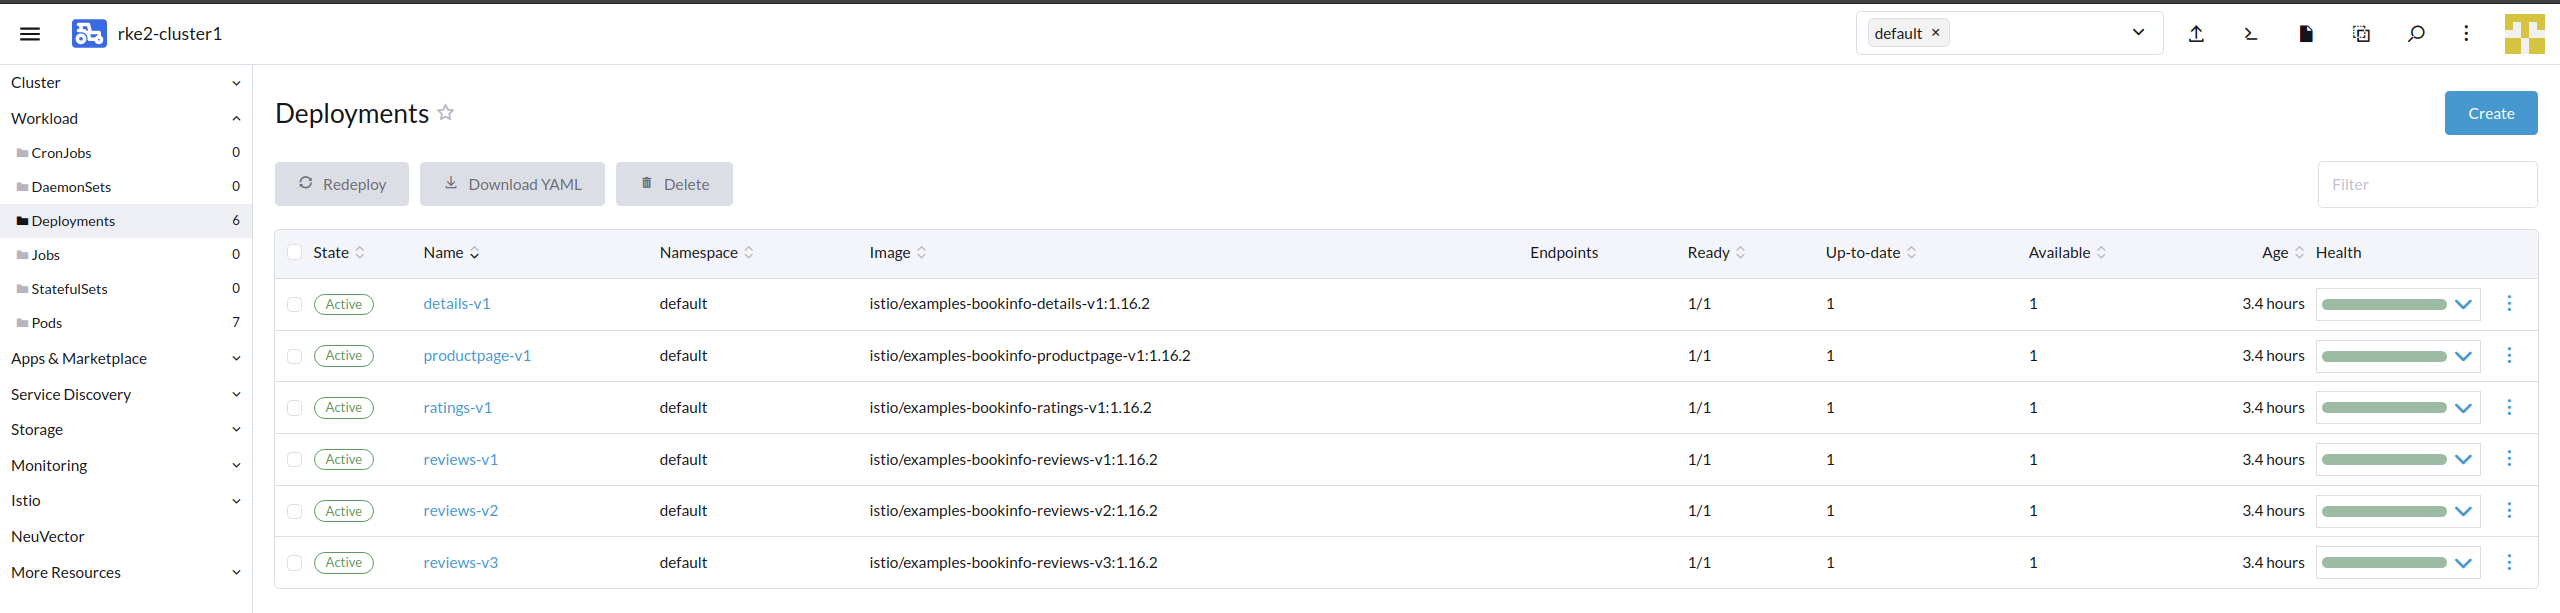 rke2-cluster1 default ×
Cluster
Workload
CronJobs 0
DaemonSets 0
Deployments 6
Jobs 0
StatefulSets 0
Pods 7
Apps & Marketplace
Service Discovery
Storage
Monitoring
Istio
NeuVector
More Resources
Deployments Create
Redeploy Download YAML Delete Filter
State Name Namespace Image Endpoints Ready Up-to-date Available Age Health
Active details-v1 default istio/examples-bookinfo-details-v1:1.16.2 1/1 1 1 3.4 hours
Active productpage-v1 default istio/examples-bookinfo-productpage-v1:1.16.2 1/1 1 1 3.4 hours
Active ratings-v1 default istio/examples-bookinfo-ratings-v1:1.16.2 1/1 1 1 3.4 hours
Active reviews-v1 default istio/examples-bookinfo-reviews-v1:1.16.2 1/1 1 1 3.4 hours
Active reviews-v2 default istio/examples-bookinfo-reviews-v2:1.16.2 1/1 1 1 3.4 hours
Active reviews-v3 default istio/examples-bookinfo-reviews-v3:1.16.2 1/1 1 1 3.4 hours